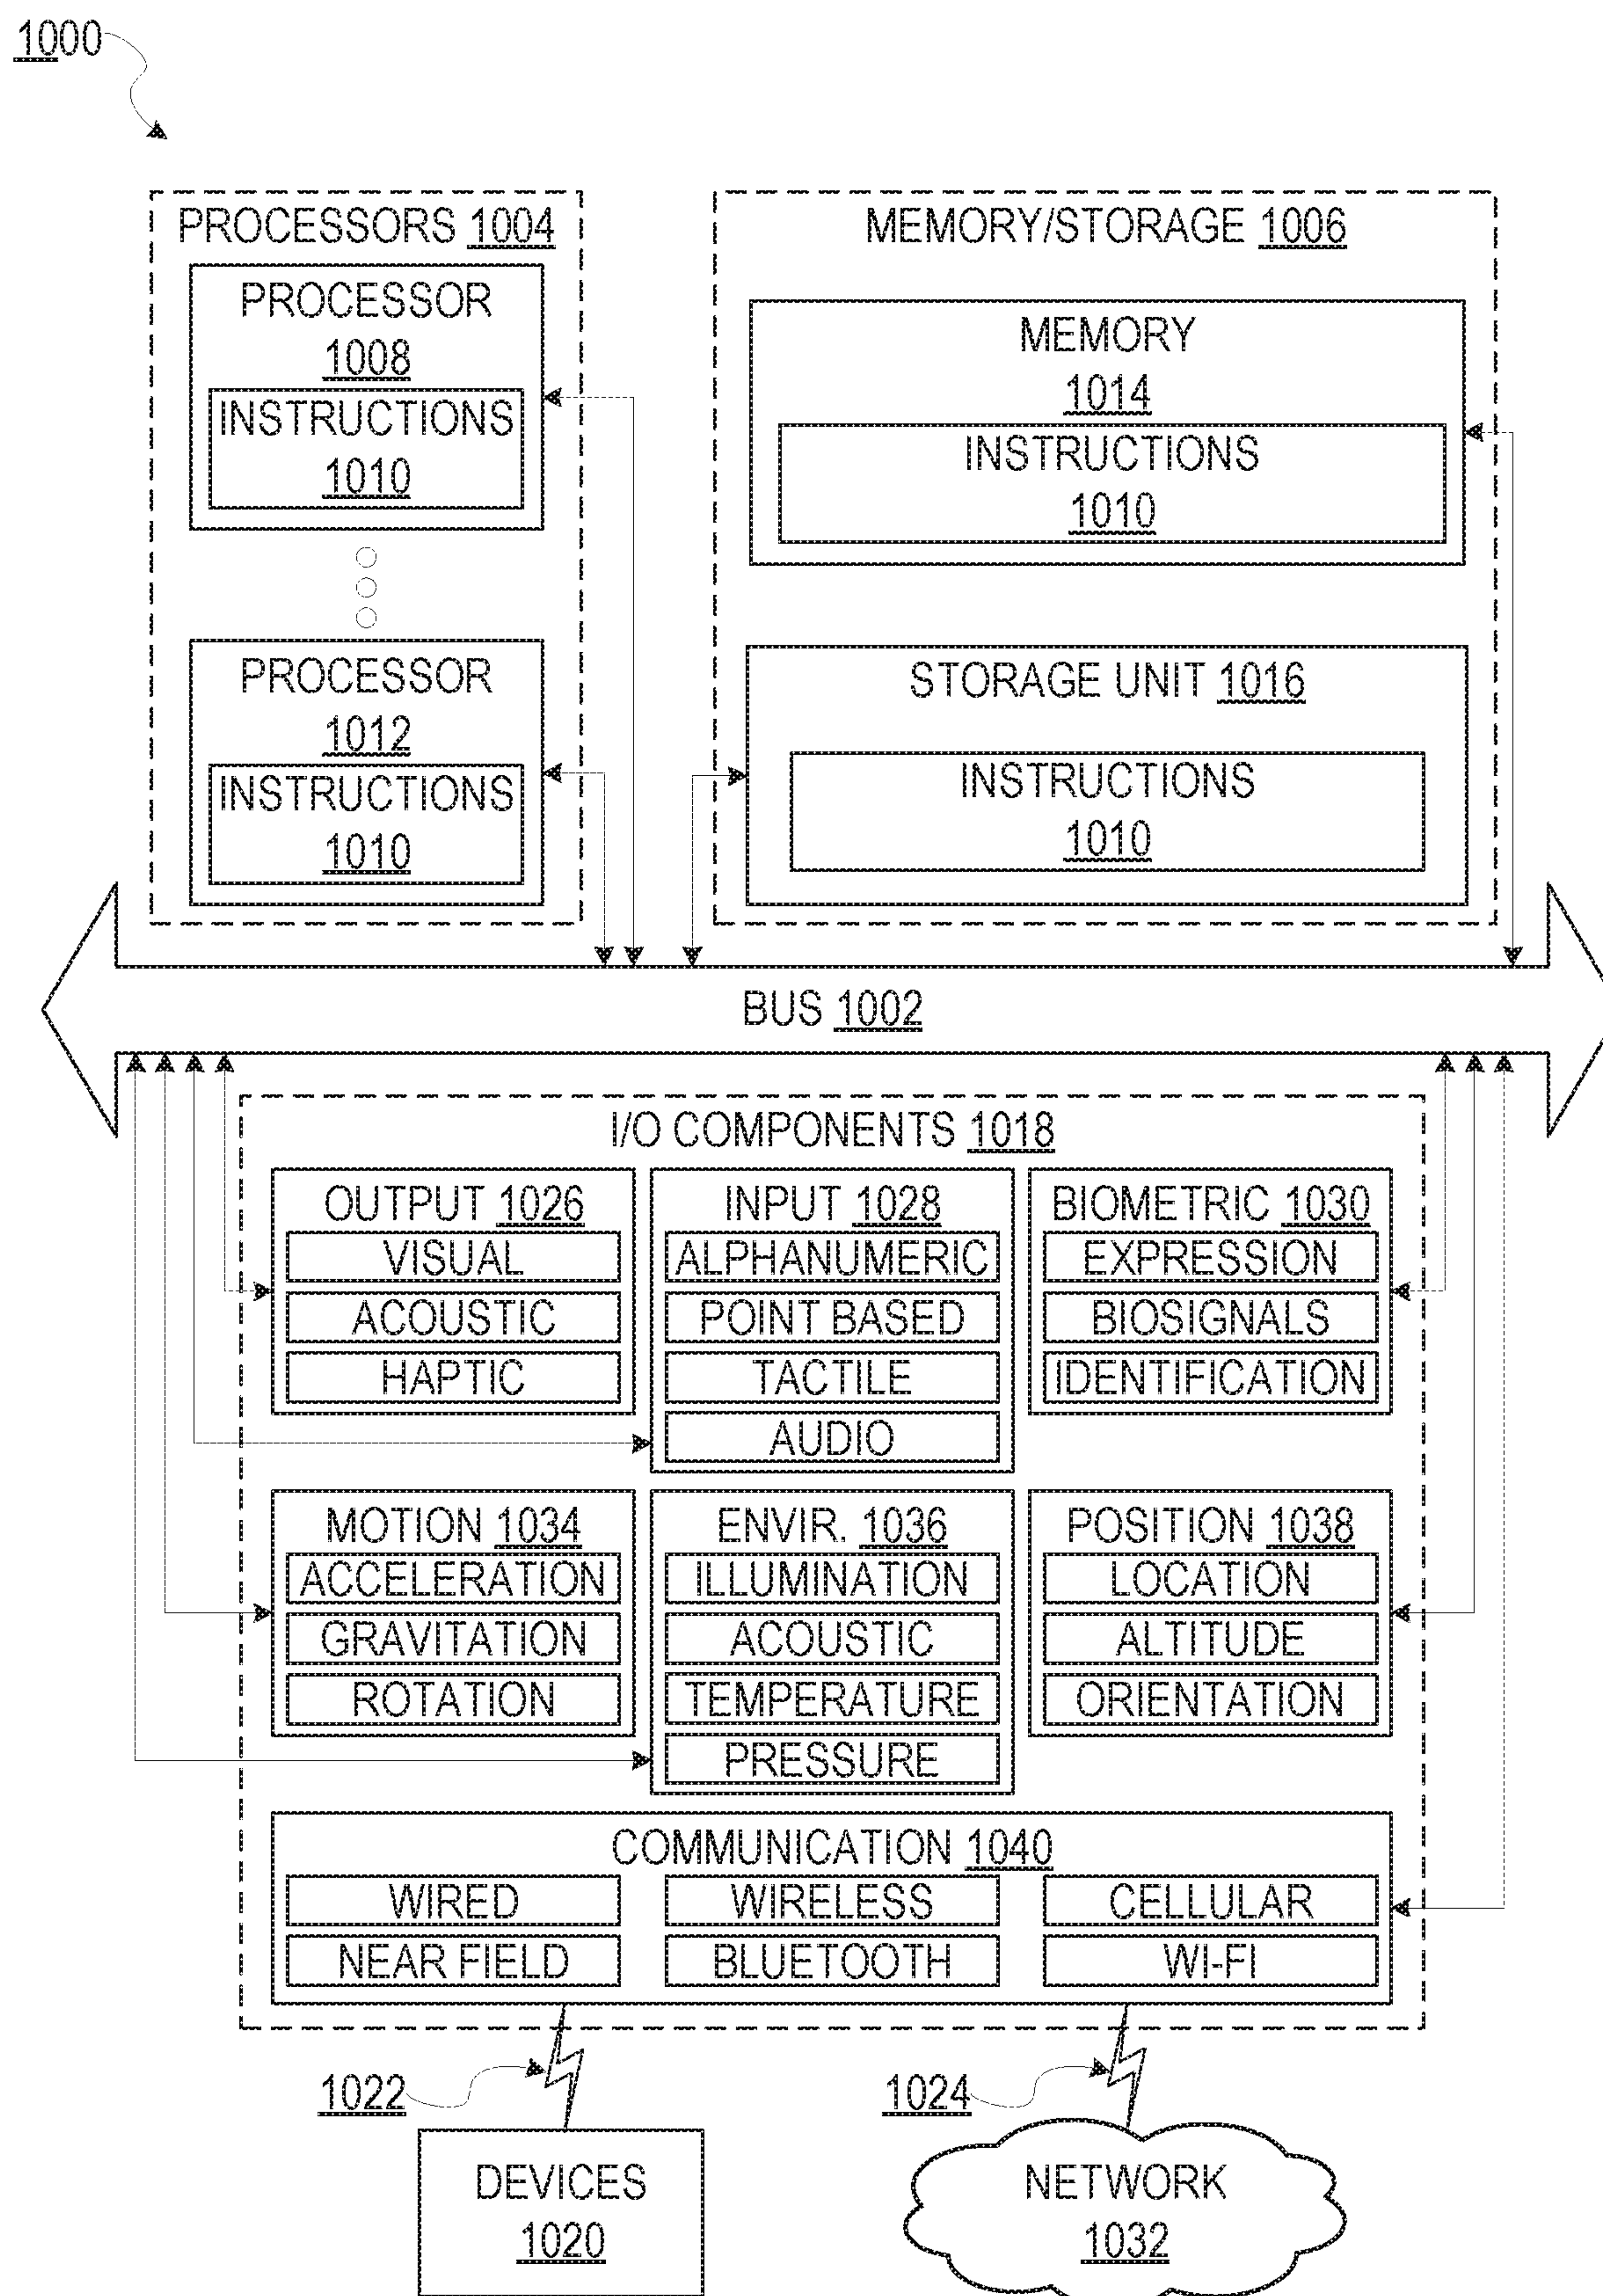 1000
PROCESSORS 1004
PROCESSOR
1008
INSTRUCTIONS
1010
PROCESSOR
1012
INSTRUCTIONS
1010
MEMORY/STORAGE 1006
MEMORY
1014
INSTRUCTIONS
1010
STORAGE UNIT 1016
INSTRUCTIONS
1010
BUS 1002
I/O COMPONENTS 1018
OUTPUT 1026
VISUAL
ACOUSTIC
HAPTIC
INPUT 1028
ALPHANUMERIC
POINT BASED
TACTILE
AUDIO
BIOMETRIC 1030
EXPRESSION
BIOSIGNALS
IDENTIFICATION
MOTION 1034
ACCELERATION
GRAVITATION
ROTATION
ENVIR. 1036
ILLUMINATION
ACOUSTIC
TEMPERATURE
PRESSURE
POSITION 1038
LOCATION
ALTITUDE
ORIENTATION
COMMUNICATION 1040
WIRED
WIRELESS
CELLULAR
NEAR FIELD
BLUETOOTH
WI-FI
1022
1024
DEVICES
1020
NETWORK
1032